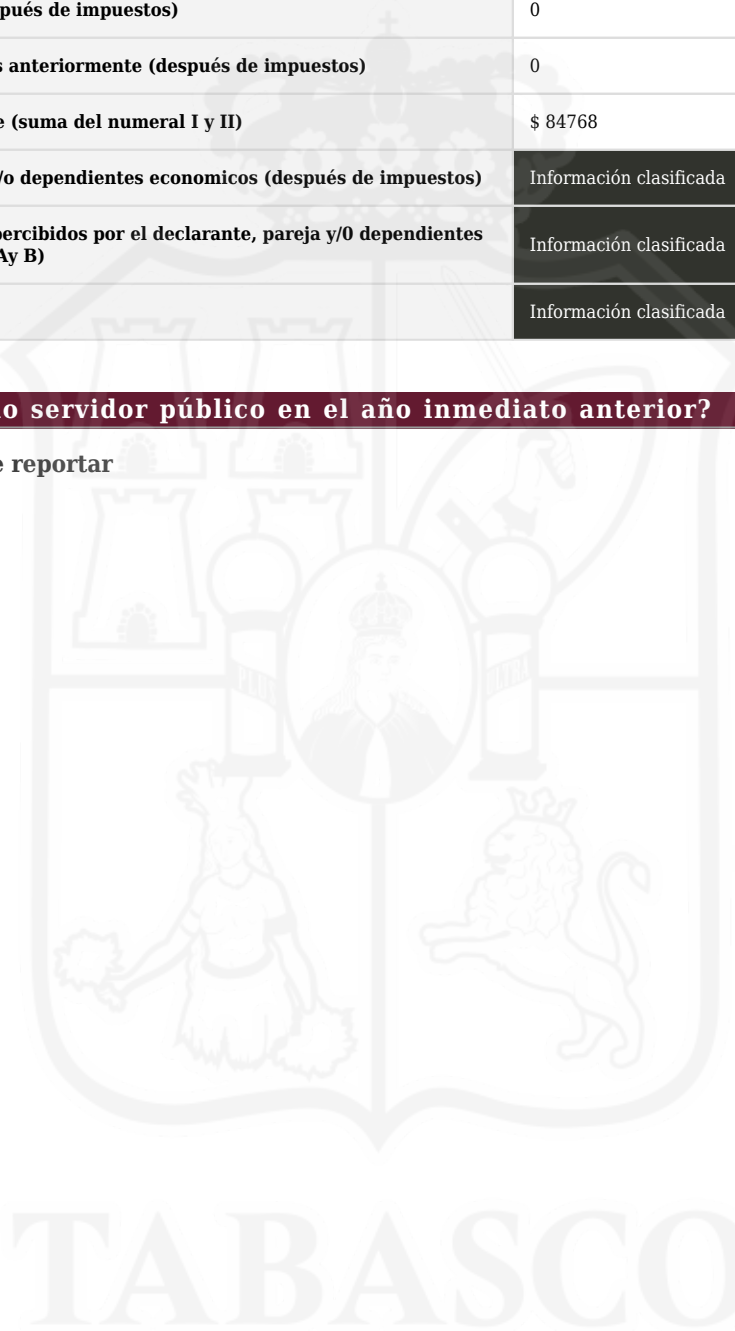 pués de impuestos)
0
s anteriormente (después de impuestos)
0
e (suma del numeral I y II)
$ 84768
/o dependientes economicos (después de impuestos)
Información clasificada
percibidos por el declarante, pareja y/0 dependientes
Ay B)
Información clasificada
Información clasificada
o servidor público en el año inmediato anterior?
e reportar
PLUS
ULTRA
TABASCO